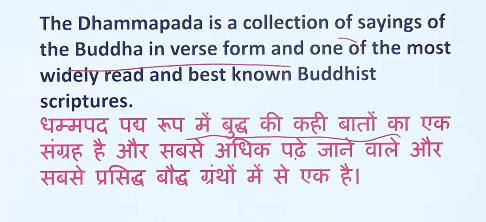 The Dhammapada is a collection of sayings of
the Buddha in verse form and one of the most
widely read and best known Buddhist
scriptures.
धम्मपद पद्य रूप में बुद्ध की कही बातों का एक
संग्रह है और सबसे अधिक पढ़े जाने वाले और
सबसे प्रसिद्ध बौद्ध ग्रंथों में से एक है।